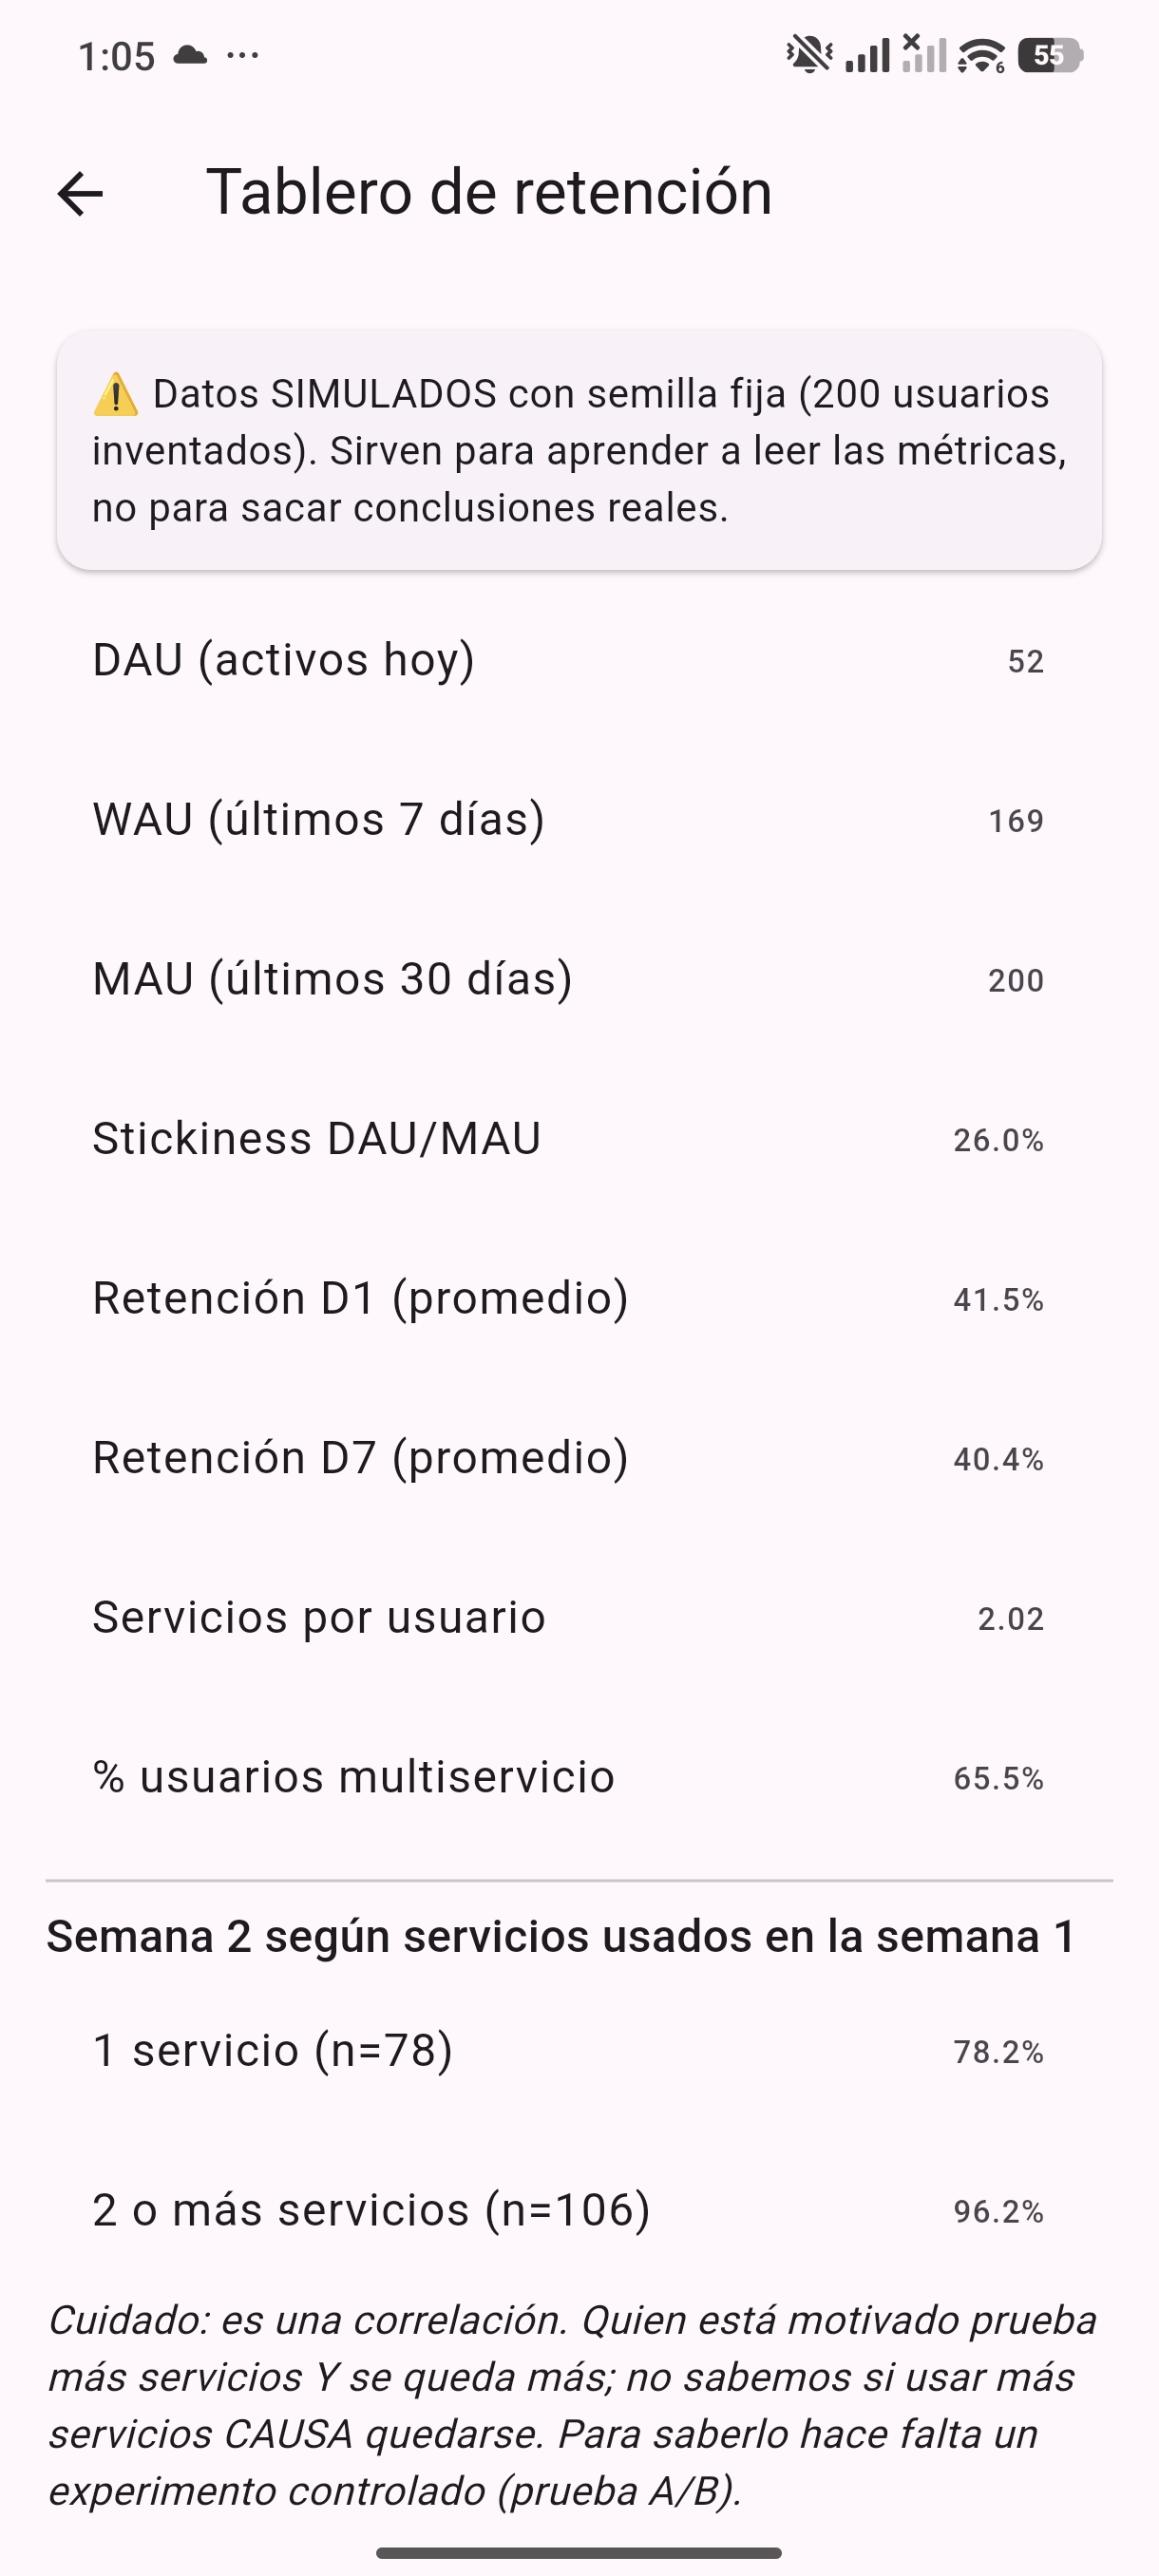 1:05 ...
6 55
Tablero de retención
⚠️ Datos SIMULADOS con semilla fija (200 usuarios
inventados). Sirven para aprender a leer las métricas,
no para sacar conclusiones reales.
DAU (activos hoy) 52
WAU (últimos 7 días) 169
MAU (últimos 30 días) 200
Stickiness DAU/MAU 26.0%
Retención D1 (promedio) 41.5%
Retención D7 (promedio) 40.4%
Servicios por usuario 2.02
% usuarios multiservicio 65.5%
Semana 2 según servicios usados en la semana 1
1 servicio (n=78) 78.2%
2 o más servicios (n=106) 96.2%
Cuidado: es una correlación. Quien está motivado prueba
más servicios Y se queda más; no sabemos si usar más
servicios CAUSA quedarse. Para saberlo hace falta un
experimento controlado (prueba A/B).